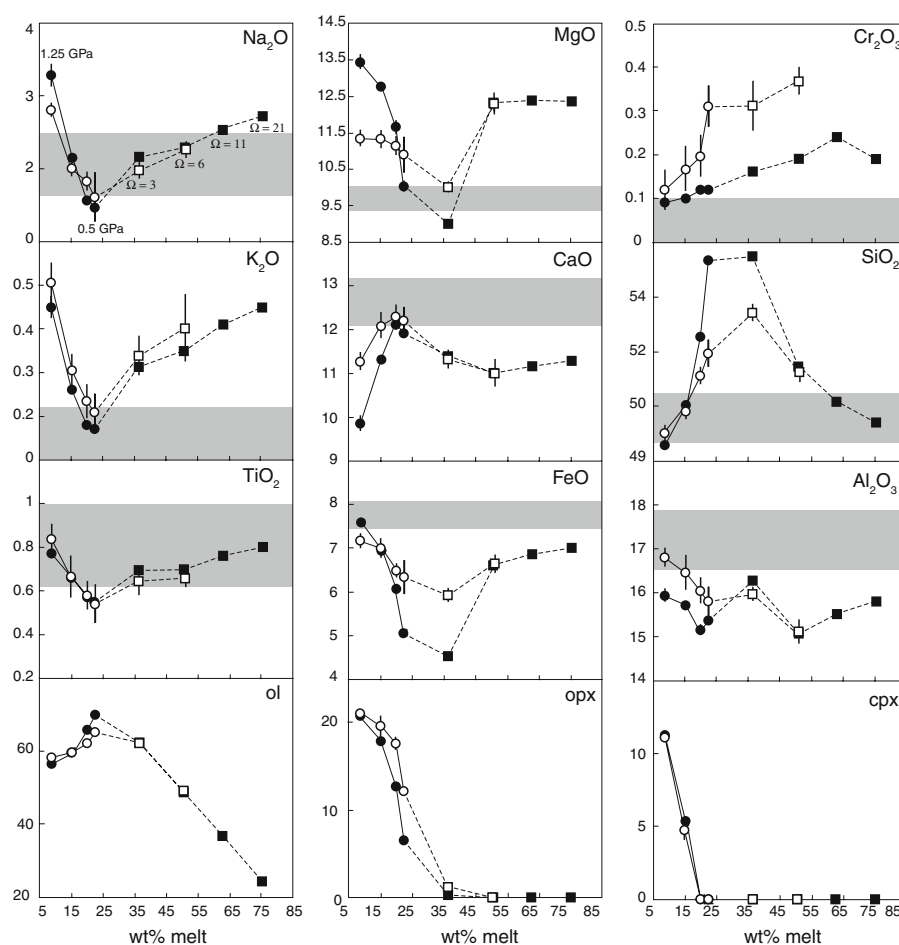 Na2O
4
3
2
1
0
1.25 GPa
0.5 GPa
Ω = 3
Ω = 6
Ω = 11
Ω = 21
MgO
14.5
13.5
12.5
11.5
10.5
9.5
8.5
Cr2O3
0.5
0.4
0.3
0.2
0.1
0
K2O
0.5
0.4
0.3
0.2
0
CaO
13
12
11
10
9
SiO2
54
52
50
49
TiO2
1
0.8
0.6
0.4
0.2
FeO
8
7
6
5
4
Al2O3
18
17
16
15
14
ol
60
40
20
opx
20
10
0
cpx
10
5
0
5 15 25 35 45 55 65 75 85
5 15 25 35 45 55 65 75 85
5 15 25 35 45 55 65 75 85
wt% melt
wt% melt
wt% melt